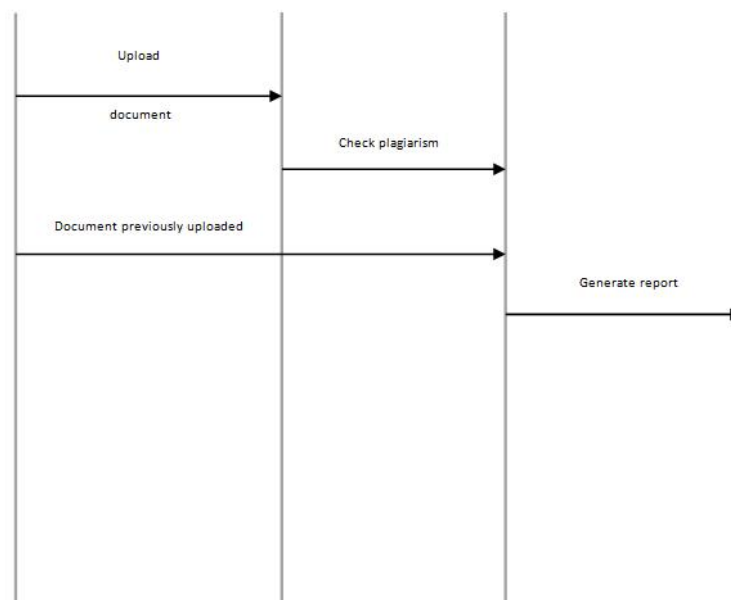 Upload
document
Check plagiarism
Document previously uploaded
Generate report